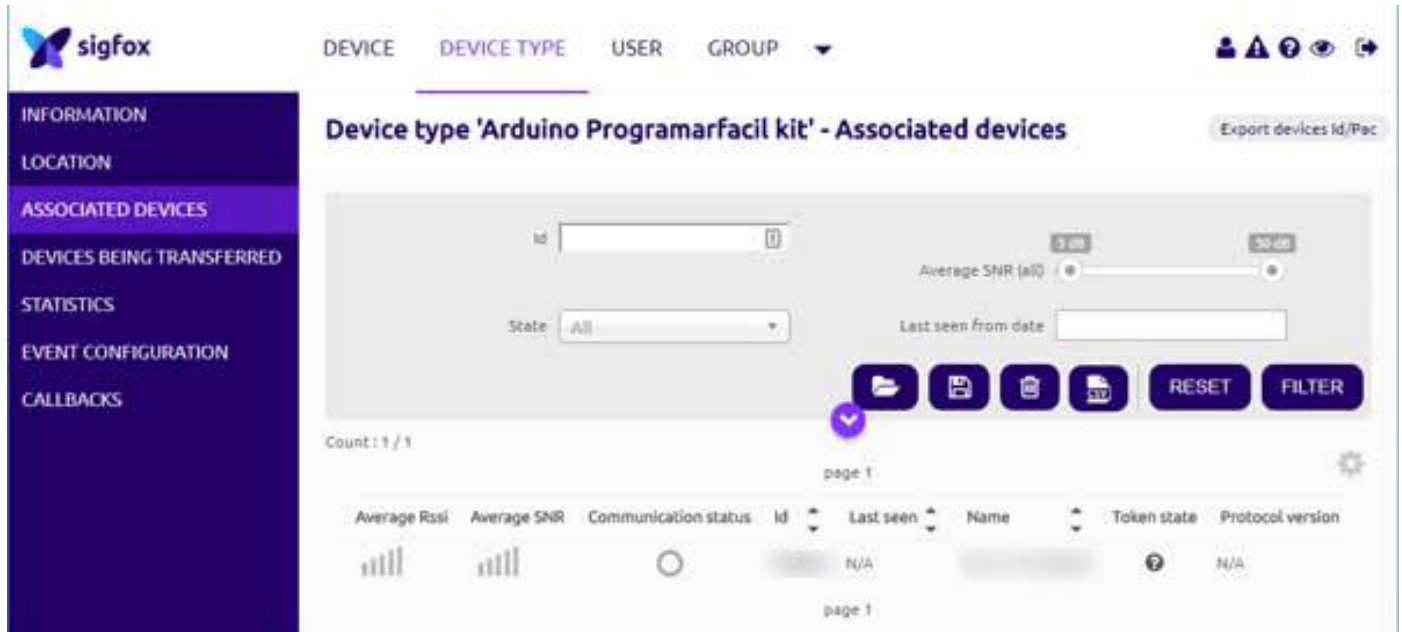 sigfox
DEVICE DEVICE TYPE USER GROUP
INFORMATION
LOCATION
ASSOCIATED DEVICES
DEVICES BEING TRANSFERRED
STATISTICS
EVENT CONFIGURATION
CALLBACKS
Device type 'Arduino Programarfacil kit' - Associated devices
Export devices Id/Pac
Id
Average SNR (all)
50 dB
State All
Last seen from date
CSV
RESET FILTER
Count : 1 / 1
page 1
Average Rssi Average SNR Communication status Id Last seen Name Token state Protocol version
N/A N/A
page 1